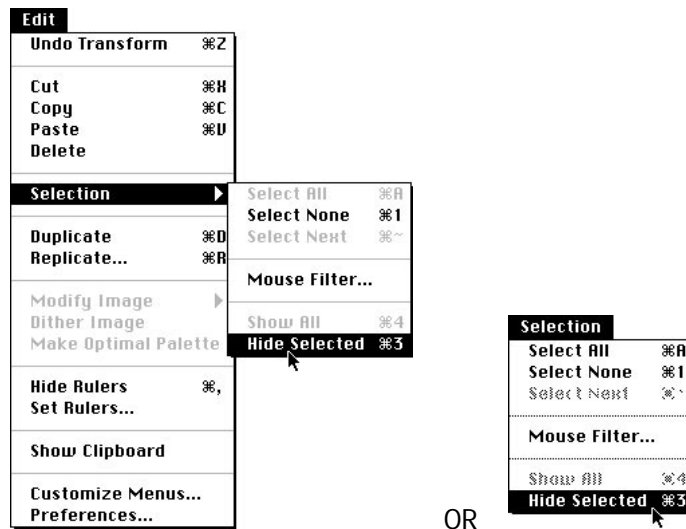 Edit
Undo Transform ⌘Z
Cut ⌘X
Copy ⌘C
Paste ⌘V
Delete
Selection
Duplicate ⌘D
Replicate... ⌘R
Modify Image
Dither Image
Make Optimal Palette
Hide Rulers ⌘,
Set Rulers...
Show Clipboard
Customize Menus...
Preferences...
Select All ⌘A
Select None ⌘1
Select Next ⌘~
Mouse Filter...
Show All ⌘4
Hide Selected ⌘3
OR
Selection
Select All ⌘A
Select None ⌘1
Select Next
Mouse Filter...
Show All ⌘4
Hide Selected ⌘3